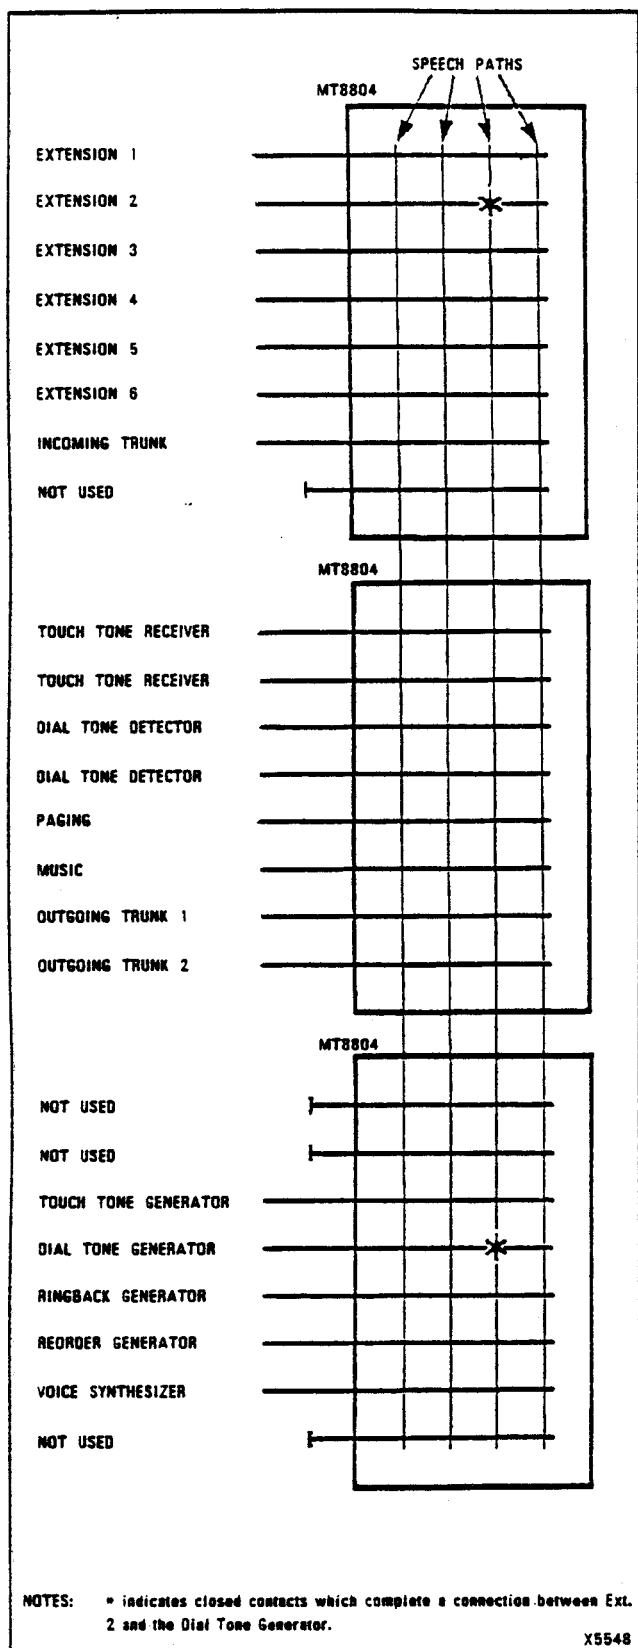 SPEECH PATHS
MT8804
EXTENSION 1
EXTENSION 2
EXTENSION 3
EXTENSION 4
EXTENSION 5
EXTENSION 6
INCOMING TRUNK
NOT USED
MT8804
TOUCH TONE RECEIVER
TOUCH TONE RECEIVER
DIAL TONE DETECTOR
DIAL TONE DETECTOR
PAGING
MUSIC
OUTGOING TRUNK 1
OUTGOING TRUNK 2
MT8804
NOT USED
NOT USED
TOUCH TONE GENERATOR
DIAL TONE GENERATOR
RINGBACK GENERATOR
REORDER GENERATOR
VOICE SYNTHESIZER
NOT USED
NOTES: * indicates closed contacts which complete a connection between Ext.
2 and the Dial Tone Generator.
X5548